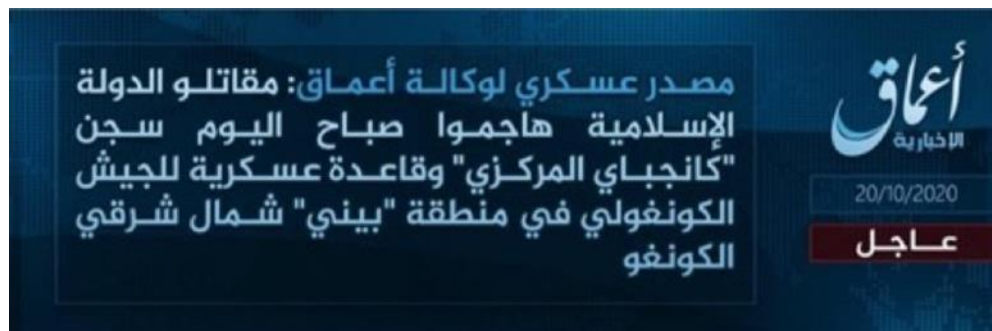 مصدر عسكري لوكالة أعماق: مقاتلو الدولة
الإسلامية هاجموا صباح اليوم سجن
"كانجباي المركزي" وقاعدة عسكرية للجيش
الكونغولي في منطقة "بيني" شمال شرقي
الكونغو
أعماق
الإخبارية
20/10/2020
عاجل